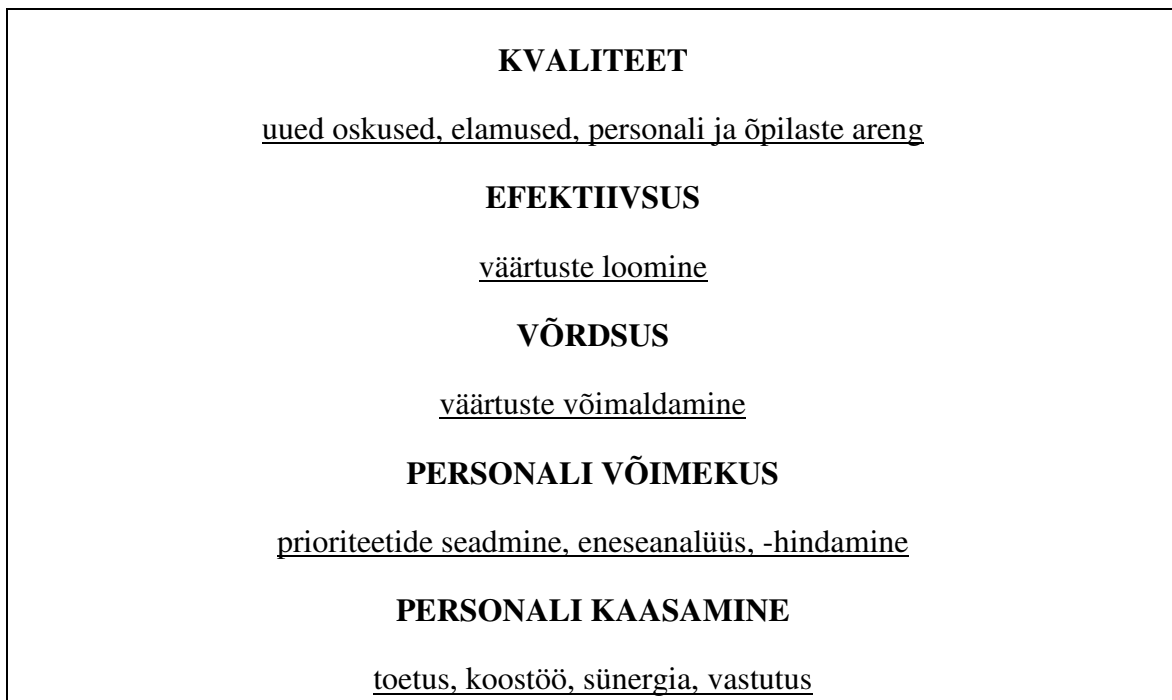 KVALITEET
uued oskused, elamused, personali ja õpilaste areng
EFEKTIIVSUS
väärtuste loomine
VÕRDSUS
väärtuste võimaldamine
PERSONALI VÕIMEKUS
prioriteetide seadmine, eneseanalüüs, -hindamine
PERSONALI KAASAMINE
toetus, koostöö, sünergia, vastutus